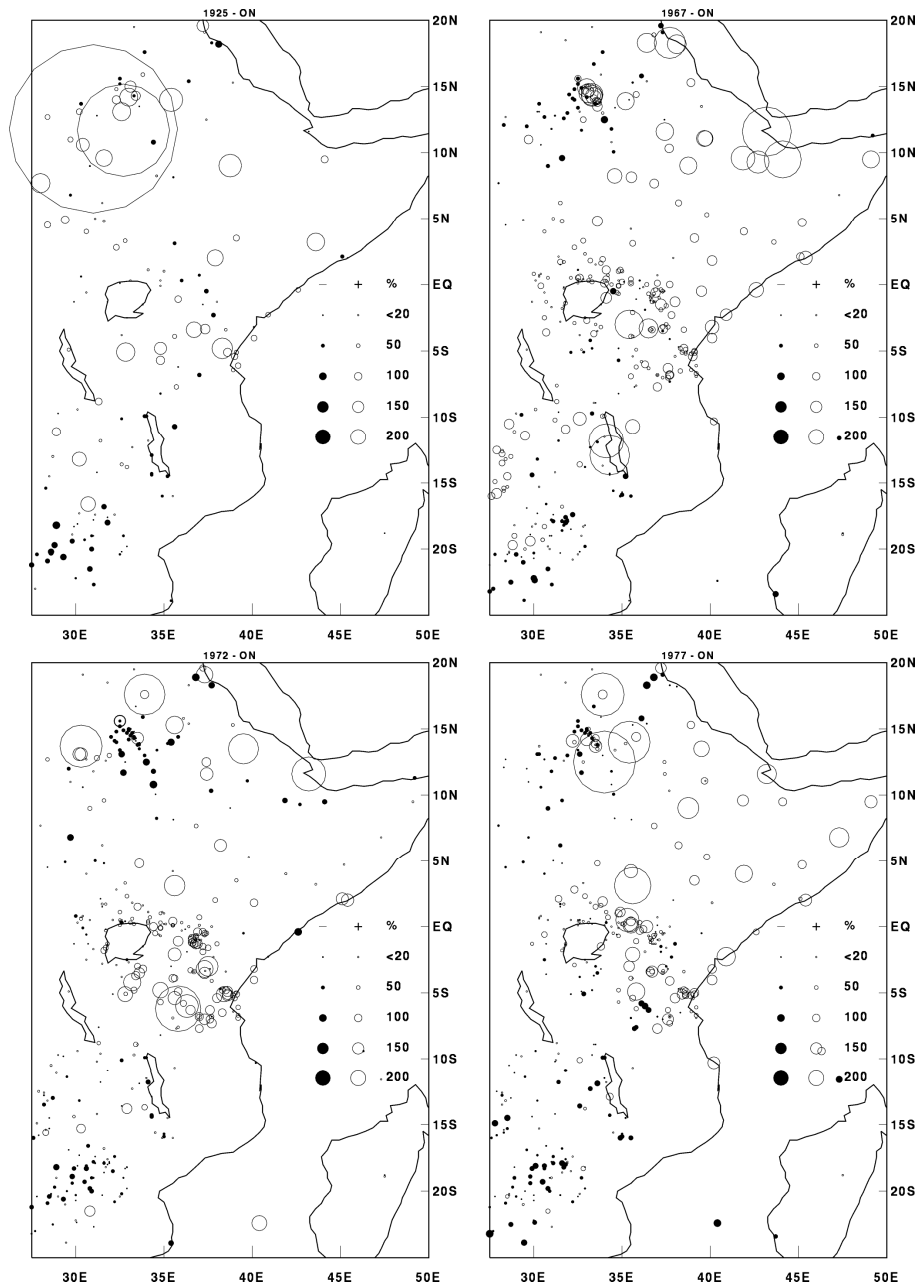 1925 - ON
20N
15N
10N
5N
− + %
EQ
<20
50
5S
100
150
10S
200
15S
20S
30E 35E 40E 45E 50E
1967 - ON
20N
15N
10N
5N
− + %
EQ
<20
50
5S
100
150
10S
200
15S
20S
30E 35E 40E 45E 50E
1972 - ON
20N
15N
10N
5N
− + %
EQ
<20
50
5S
100
150
10S
200
15S
20S
30E 35E 40E 45E 50E
1977 - ON
20N
15N
10N
5N
− + %
EQ
<20
50
5S
100
150
10S
200
15S
20S
30E 35E 40E 45E 50E